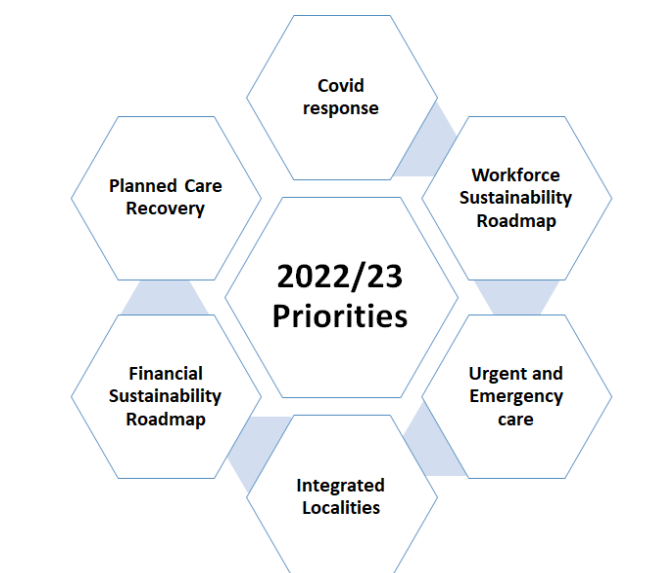 Covid
response
Workforce
Sustainability
Roadmap
Planned Care
Recovery
2022/23
Priorities
Urgent and
Emergency
care
Financial
Sustainability
Roadmap
Integrated
Localities